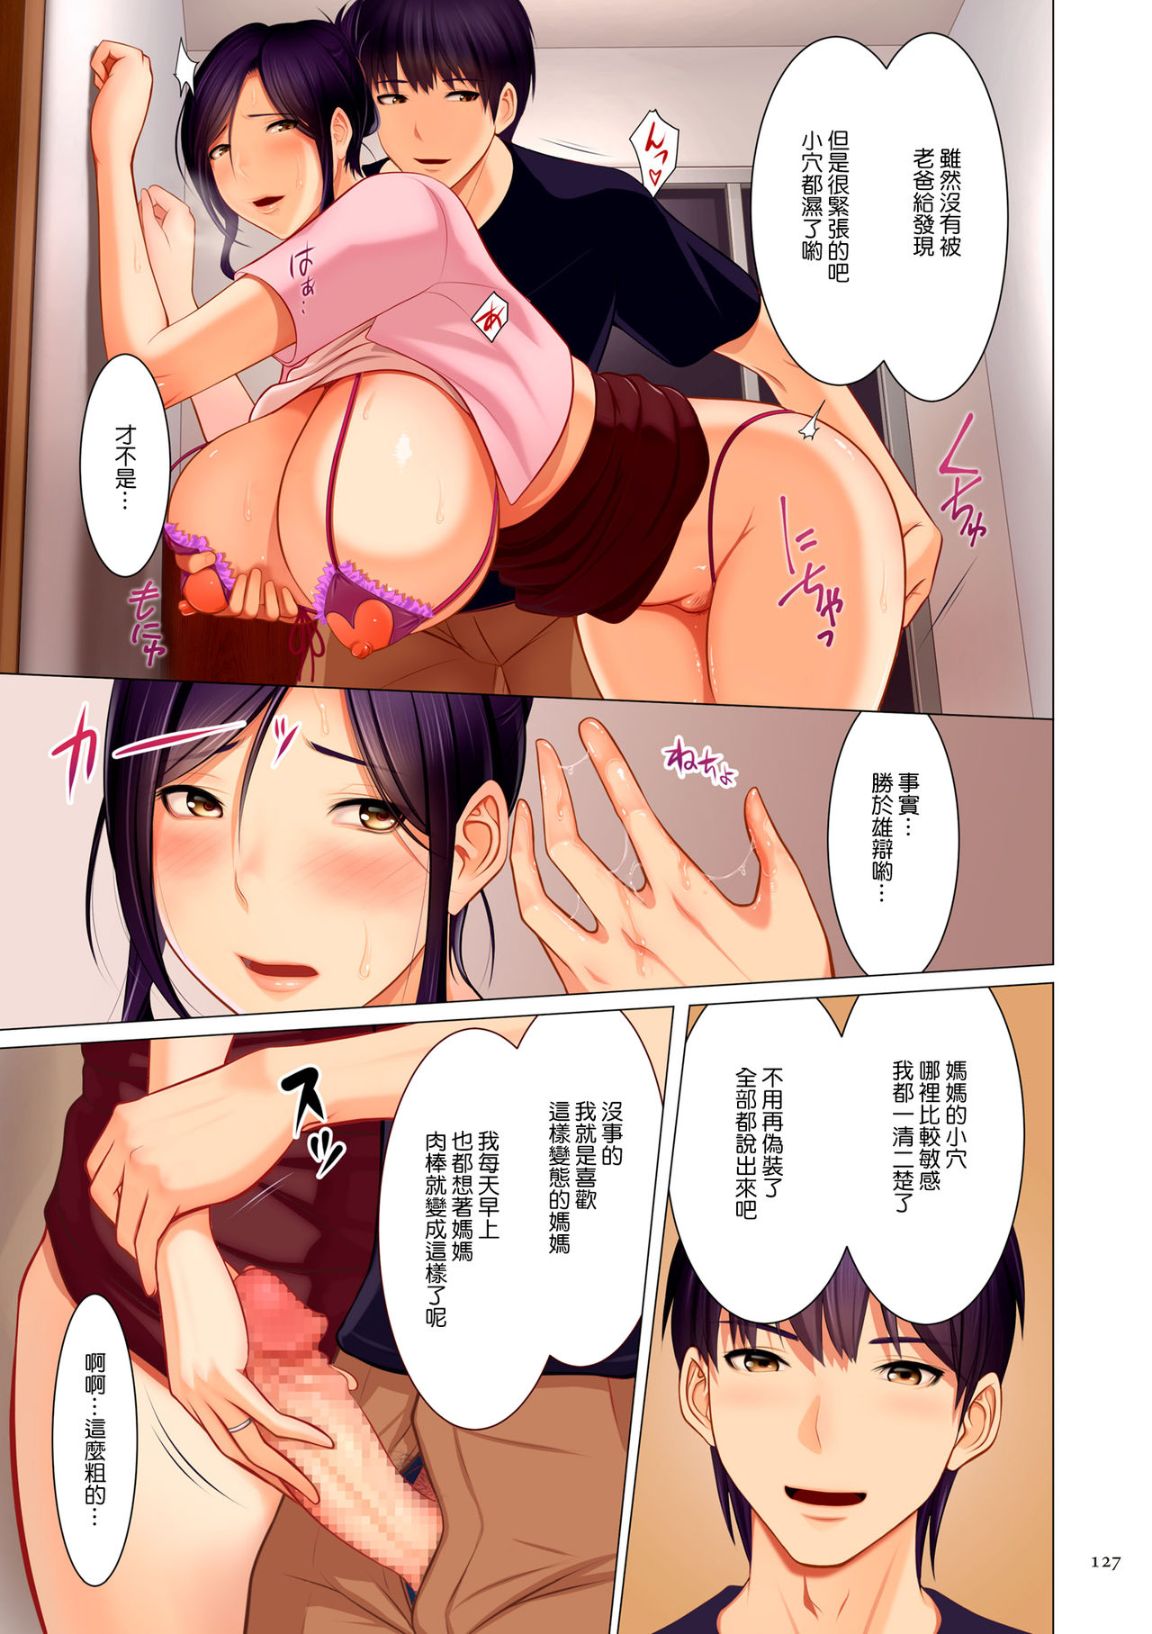 雖然沒有被
老爸給發現
但是很緊張的吧
小穴都濕了喲
んっ♥
はぁ…
あ
くちゅ
にちゃっ
才不是…
もにゅ
事實…
勝於雄辯喲…
ねちょ
カーッ
媽媽的小穴
哪裡比較敏感
我都一清二楚了
不用再偽裝了
全部都說出來吧
沒事的
我就是喜歡
這樣變態的媽媽
我每天早上
也都想著媽媽
肉棒就變成這樣了呢
スッ
啊啊…這麼粗的…
127